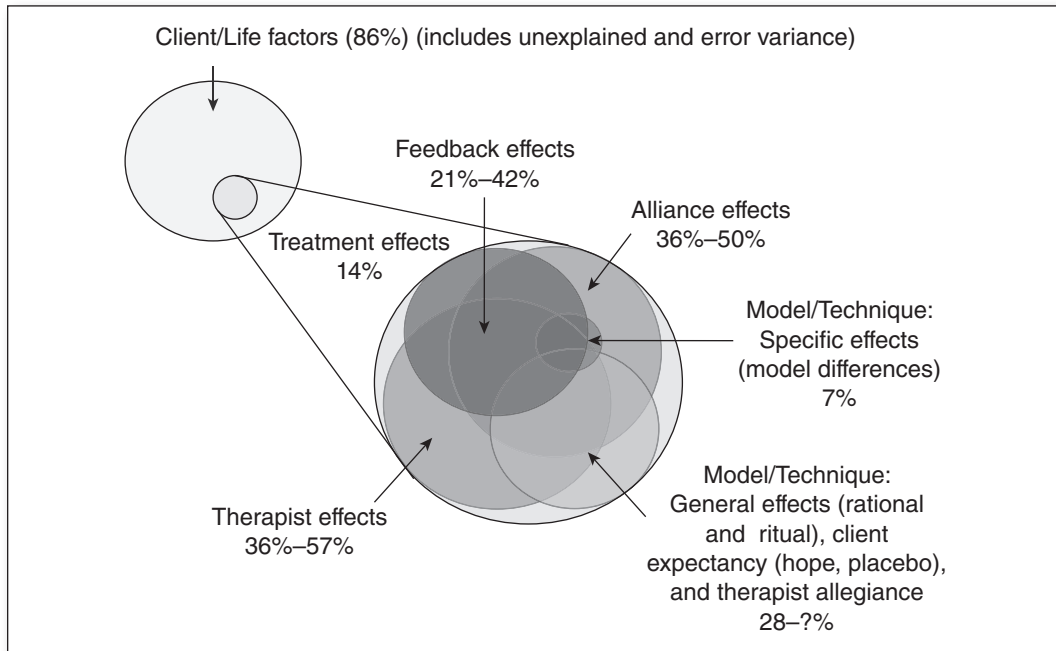 Client/Life factors (86%) (includes unexplained and error variance)
Feedback effects
21%–42%
Alliance effects
36%–50%
Treatment effects
14%
Model/Technique:
Specific effects
(model differences)
7%
Model/Technique:
General effects (rational
and ritual), client
expectancy (hope, placebo),
and therapist allegiance
28–?%
Therapist effects
36%–57%